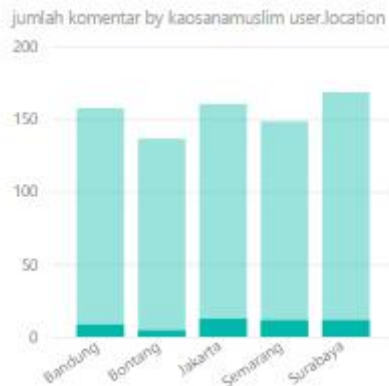 jumlah komentar by kaosanamuslim user.location
200
150
100
50
0
Bandung
Bontang
Jakarta
Semarang
Surabaya